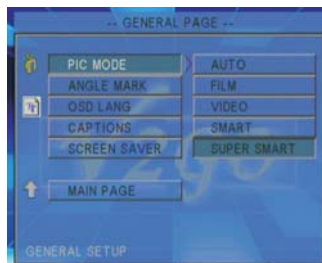 -- GENERAL PAGE --
PIC MODE
AUTO
ANGLE MARK
FILM
OSD LANG
VIDEO
CAPTIONS
SMART
SCREEN SAVER
SUPER SMART
MAIN PAGE
GENERAL SETUP